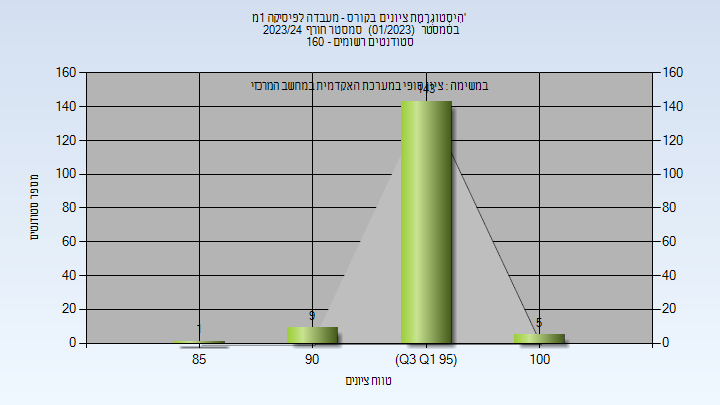 היסטוגרמת ציונים בקורס - מעבדה לפיסיקה 1מ'
בסמסטר (01/2023) סמסטר חורף 2023/24
סטודנטים רשומים - 160
במשימה : ציון סופי במערכת האקדמית במחשב המרכזי
160 160
140 140
120 120
100 100
80 80
60 60
40 40
20 20
0 0
מספר סטודנטים
1 9 143 5
85 90 (Q3 Q1 95) 100
טווח ציונים